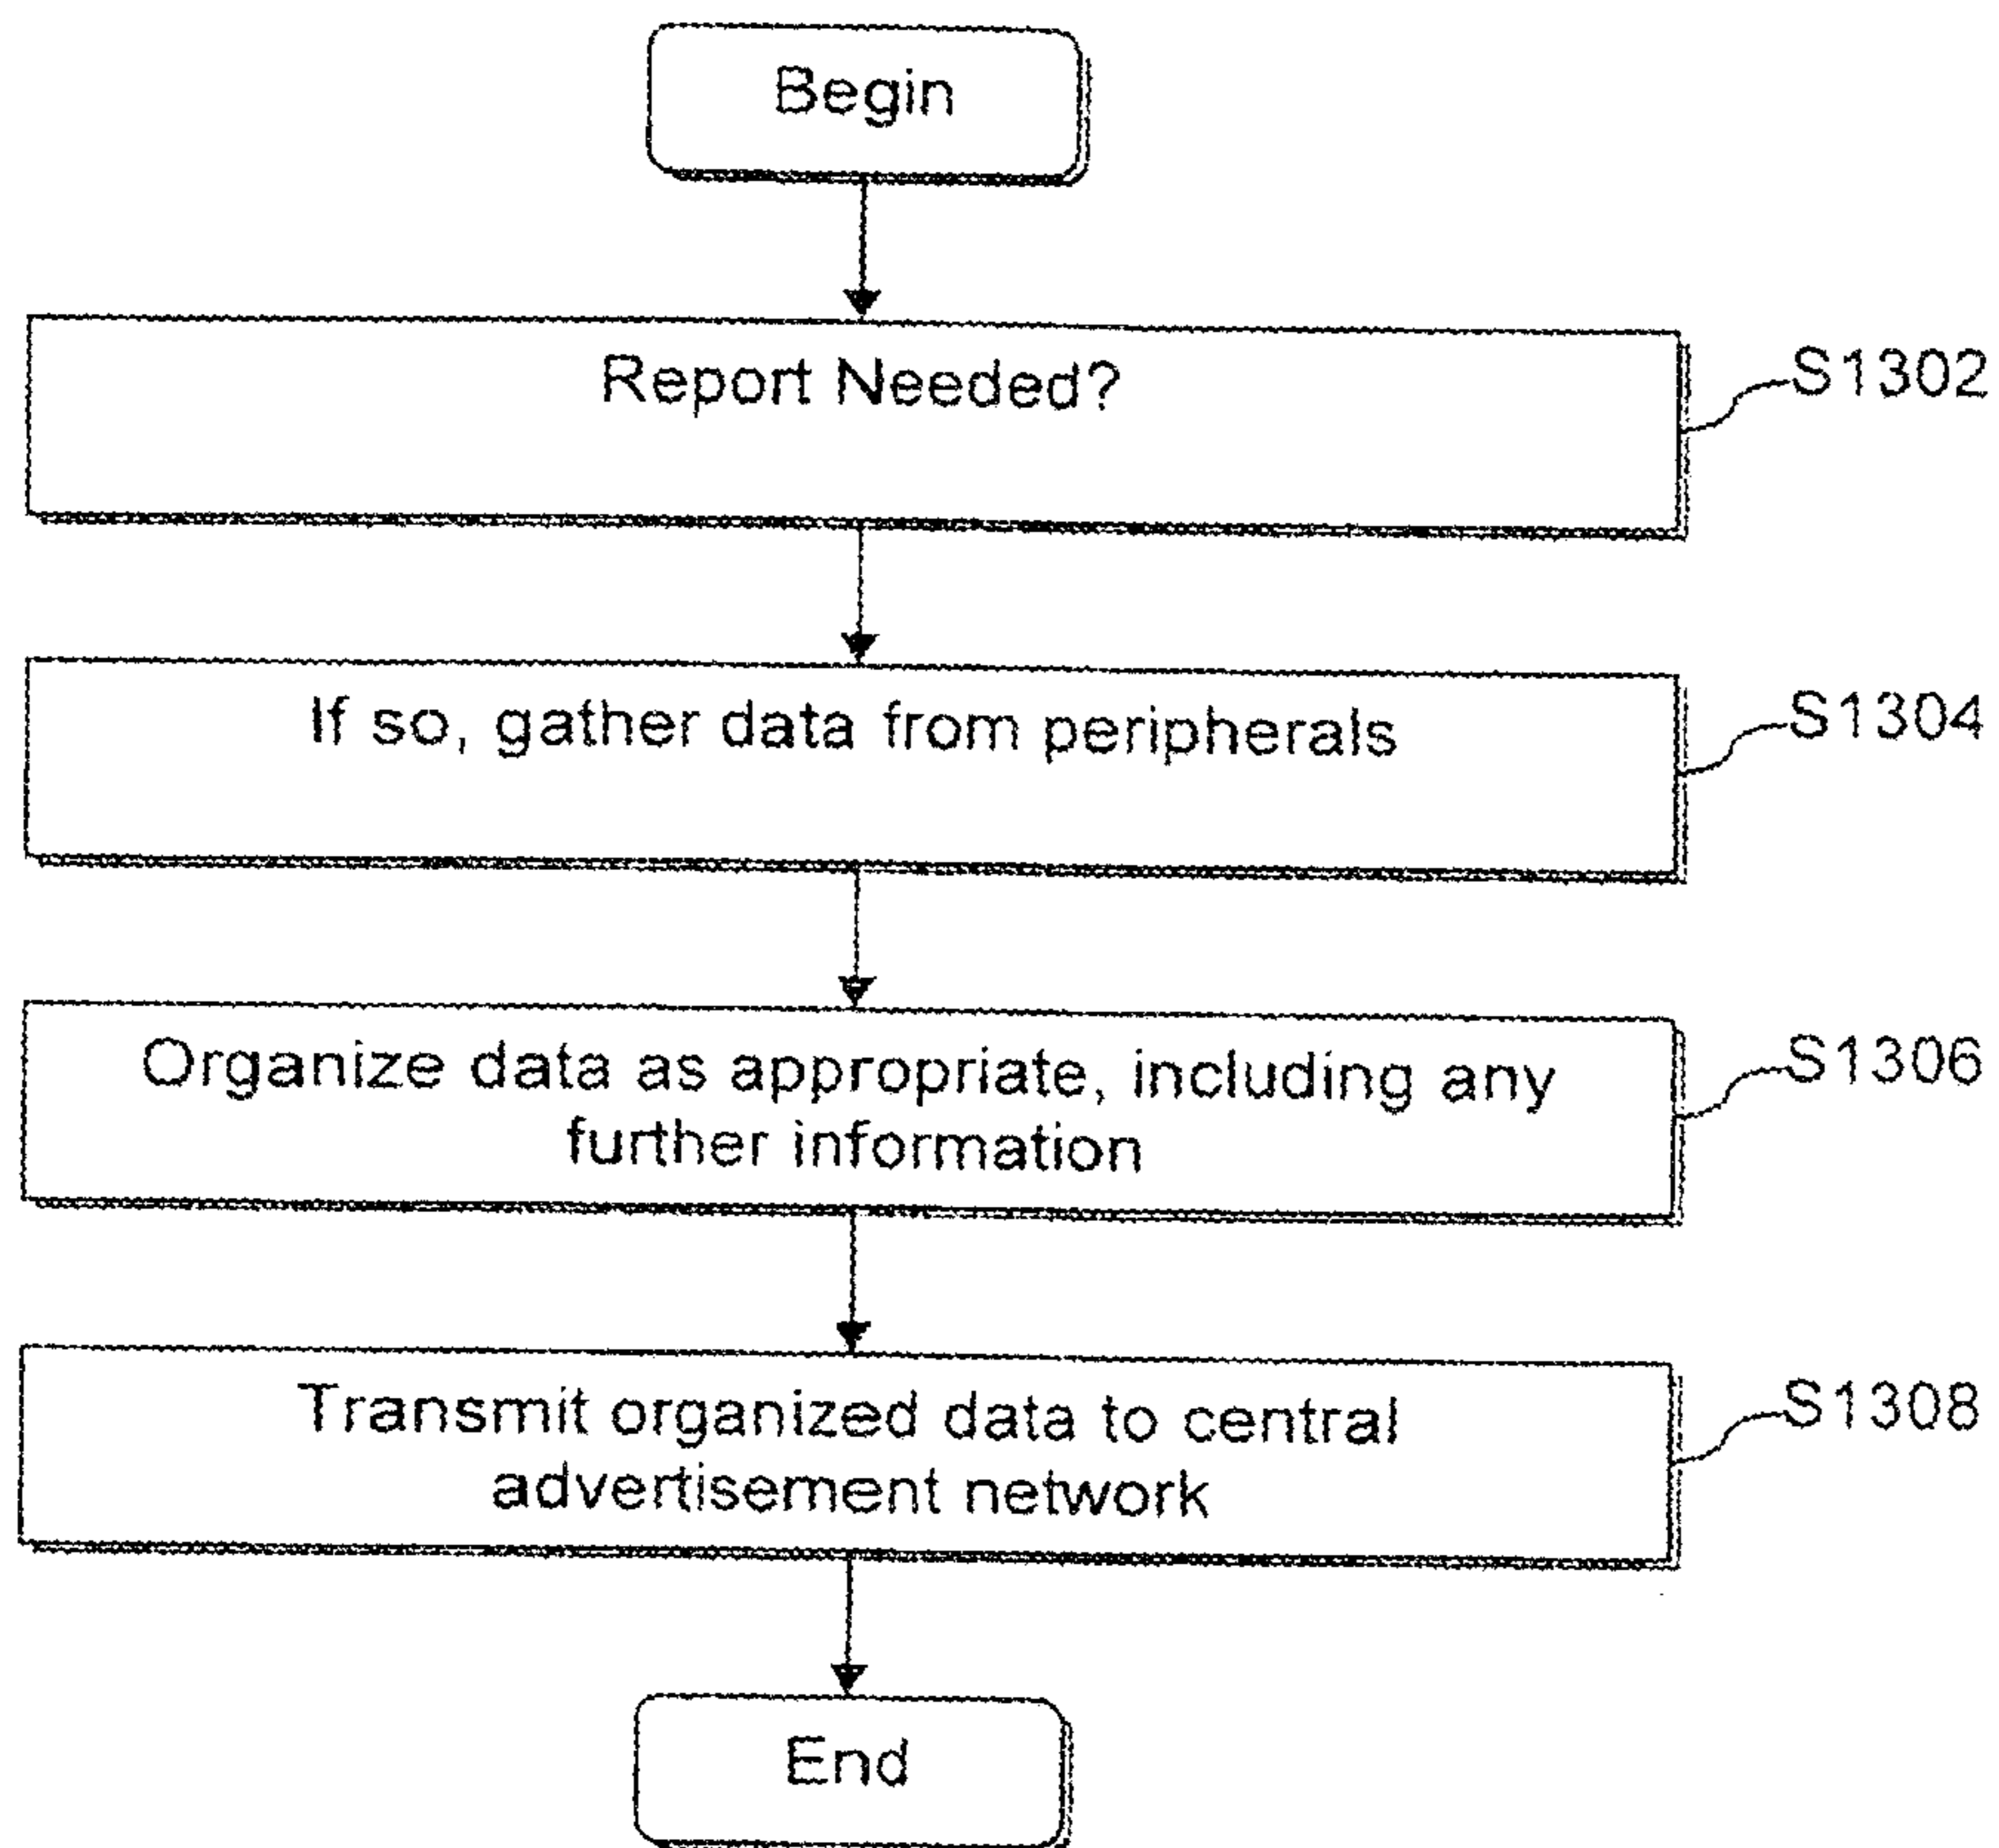 Begin
Report Needed?
S1302
If so, gather data from peripherals
S1304
Organize data as appropriate, including any
further information
S1306
Transmit organized data to central
advertisement network
S1308
End